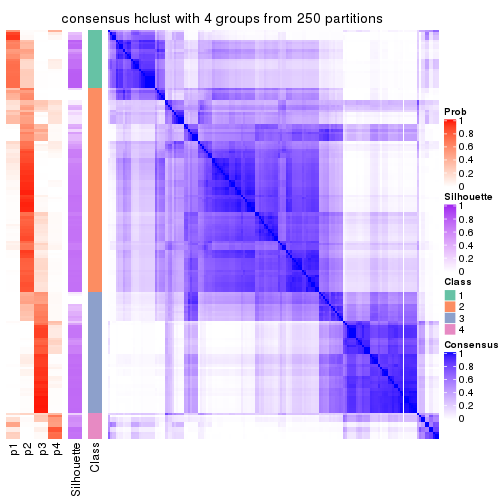 consensus hclust with 4 groups from 250 partitions
Prob
1
0.8
0.6
0.4
0.2
0
Silhouette
1
0.8
0.6
0.4
0.2
0
Class
1
2
3
4
Consensus
1
0.8
0.6
0.4
0.2
0
p1
p2
p3
p4
Silhouette
Class